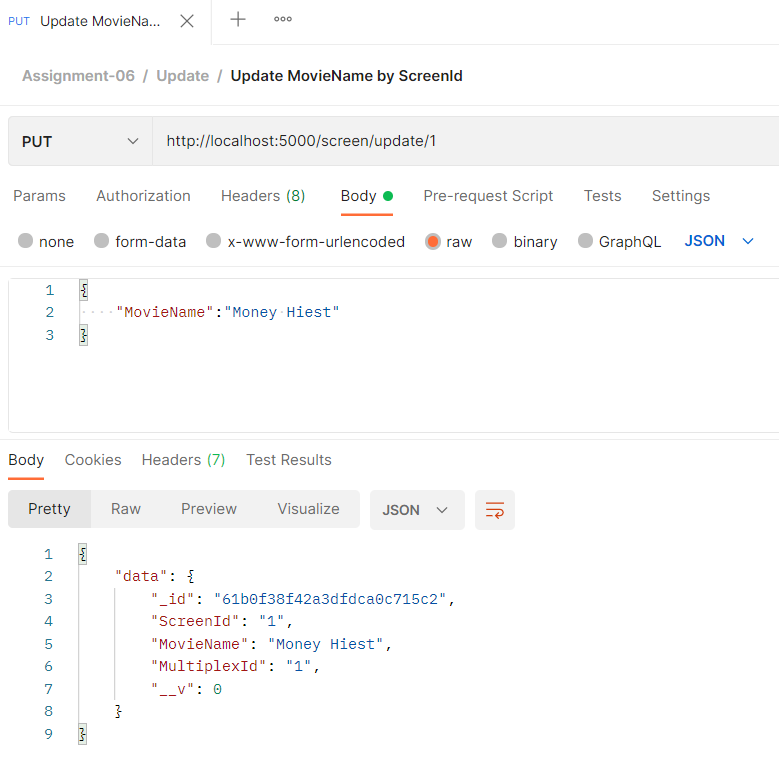 PUT Update MovieNa...
Assignment-06 / Update / Update MovieName by ScreenId
PUT http://localhost:5000/screen/update/1
Params Authorization Headers (8) Body Pre-request Script Tests Settings
none form-data x-www-form-urlencoded raw binary GraphQL JSON
1 {
2 ····"MovieName":"Money·Hiest"
3 }
Body Cookies Headers (7) Test Results
Pretty Raw Preview Visualize JSON
1 {
2 "data": {
3 "_id": "61b0f38f42a3dfdca0c715c2",
4 "ScreenId": "1",
5 "MovieName": "Money Hiest",
6 "MultiplexId": "1",
7 "__v": 0
8 }
9 }